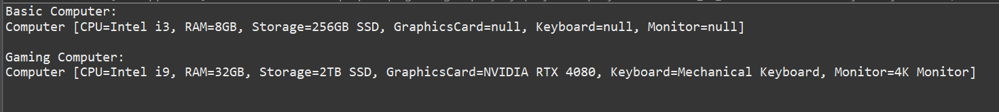 Basic Computer:
Computer [CPU=Intel i3, RAM=8GB, Storage=256GB SSD, GraphicsCard=null, Keyboard=null, Monitor=null]
Gaming Computer:
Computer [CPU=Intel i9, RAM=32GB, Storage=2TB SSD, GraphicsCard=NVIDIA RTX 4080, Keyboard=Mechanical Keyboard, Monitor=4K Monitor]